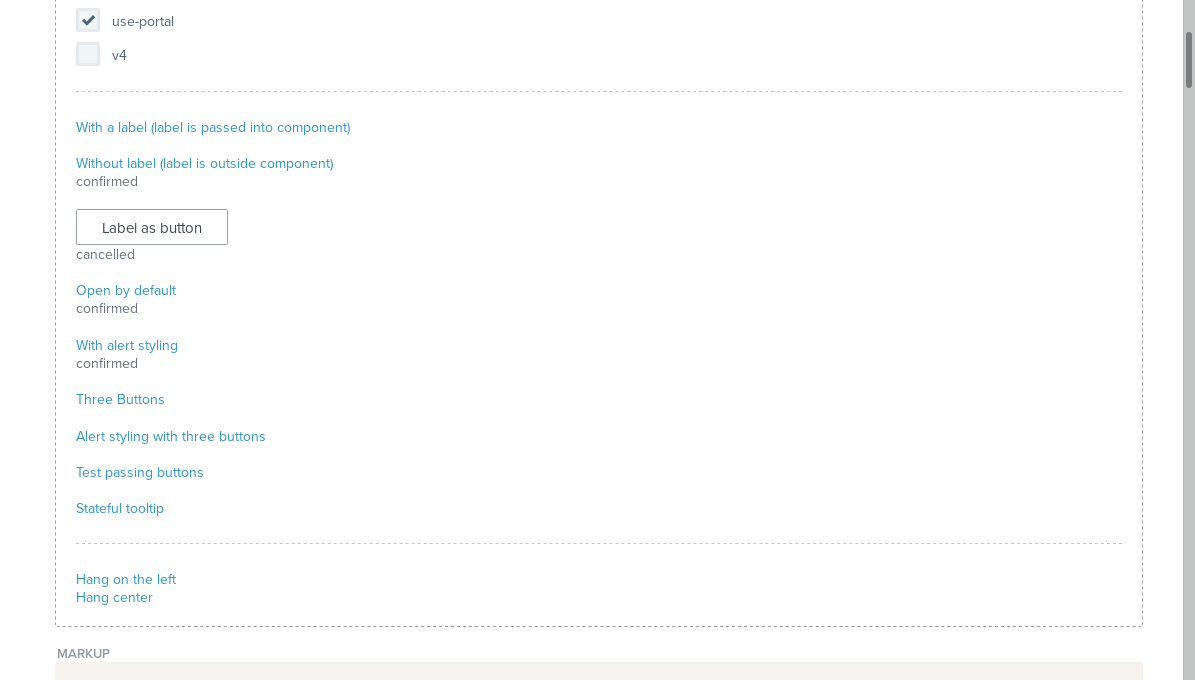 use-portal
v4
With a label (label is passed into component)
Without label (label is outside component)
confirmed
Label as button
cancelled
Open by default
confirmed
With alert styling
confirmed
Three Buttons
Alert styling with three buttons
Test passing buttons
Stateful tooltip
Hang on the left
Hang center
MARKUP